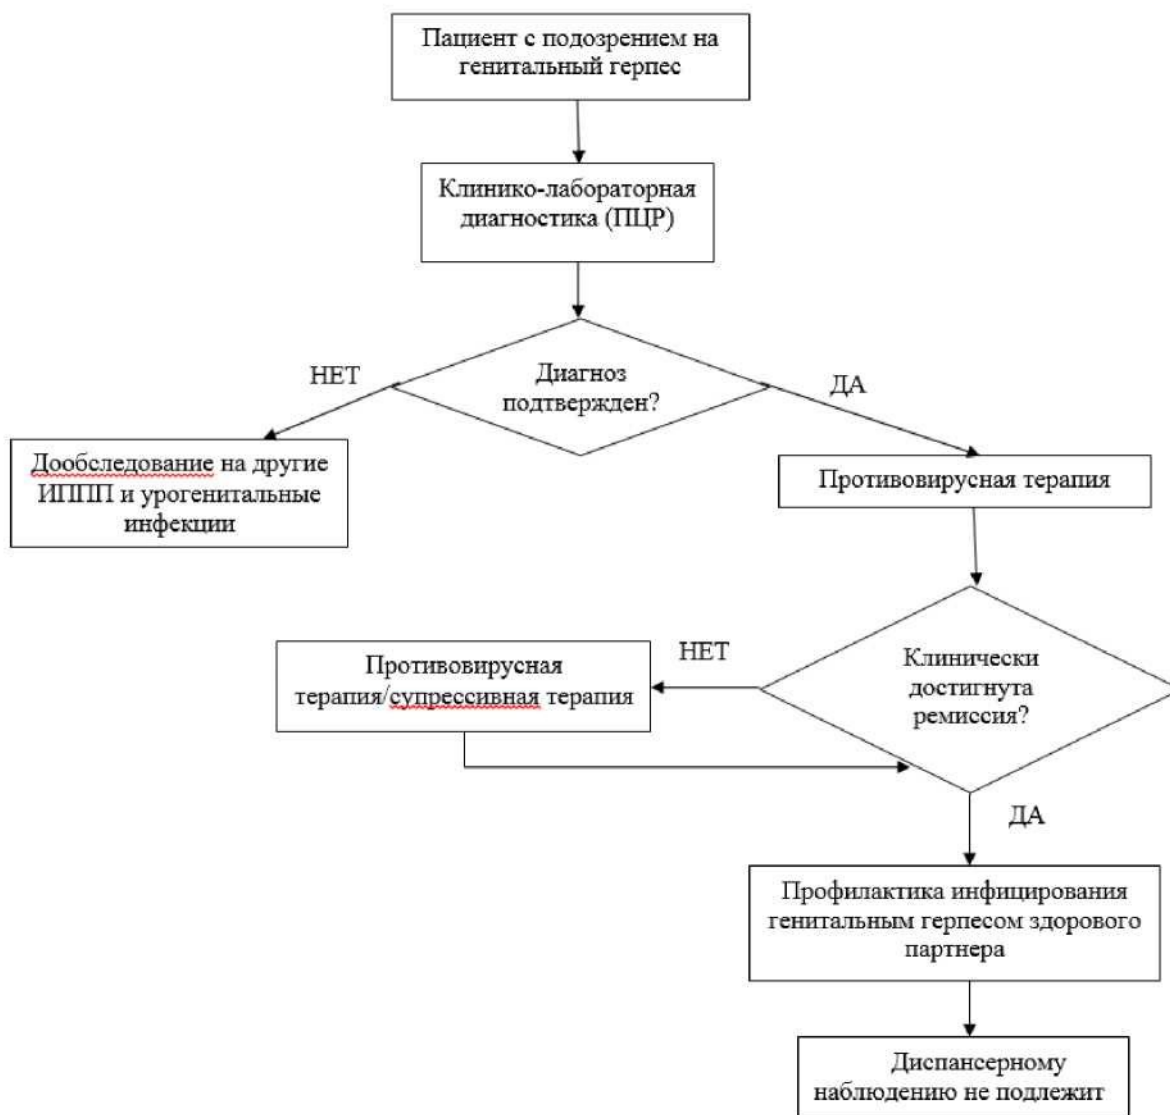 Пациент с подозрением на
генитальный герпес
Клинико-лабораторная
диагностика (ПЦР)
Диагноз
подтвержден?
НЕТ
ДА
Дообследование на другие
ИППП и урогенитальные
инфекции
Противовирусная терапия
Клинически
достигнута
ремиссия?
НЕТ
Противовирусная
терапия/супрессивная терапия
ДА
Профилактика инфицирования
генитальным герпесом здорового
партнера
Диспансерному
наблюдению не подлежит